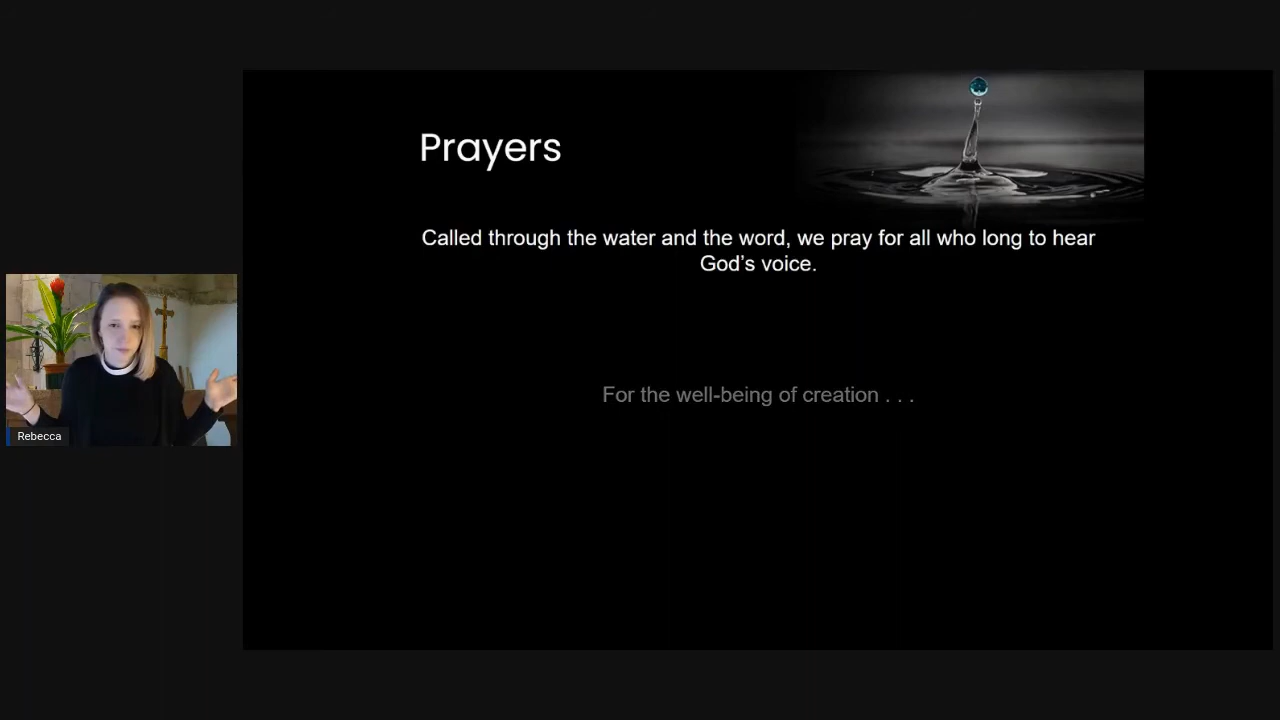 Prayers
Called through the water and the word, we pray for all who long to hear
God’s voice.
For the well-being of creation . . .
Rebecca